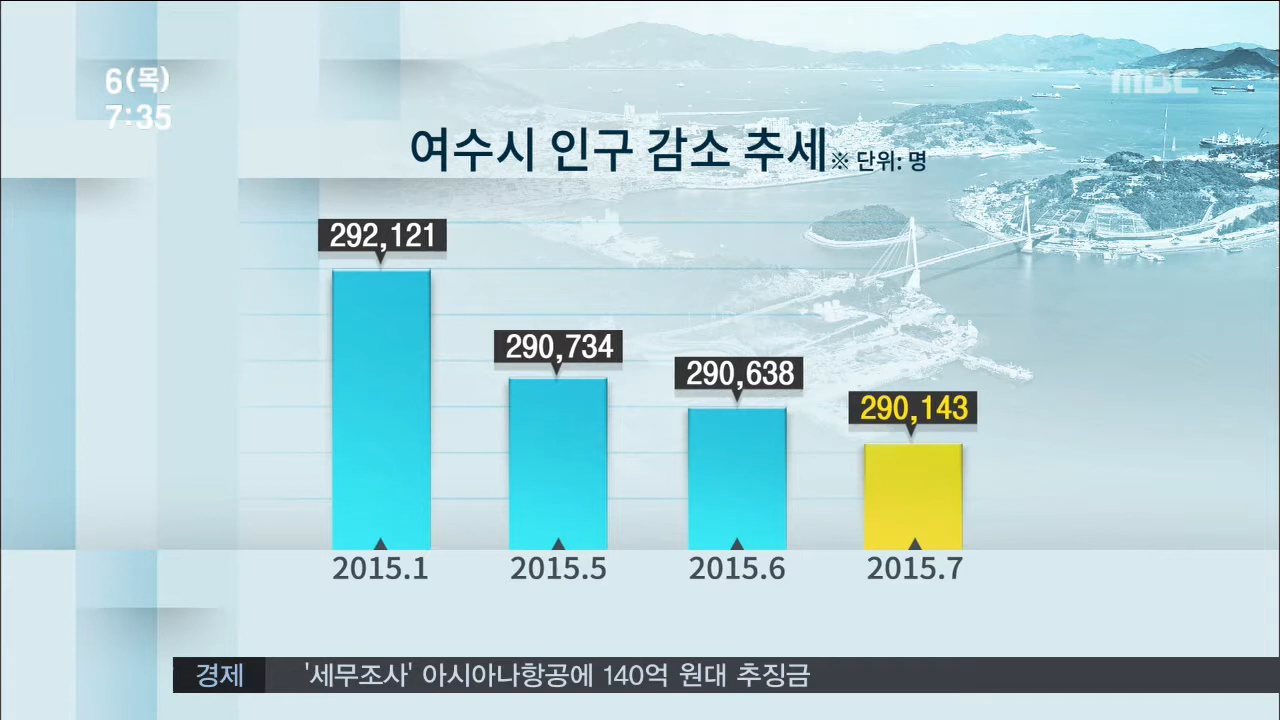 6(목)
7:35
MBC
여수시 인구 감소 추세 ※ 단위: 명
292,121
290,734
290,638
290,143
2015.1 2015.5 2015.6 2015.7
경제 '세무조사' 아시아나항공에 140억 원대 추징금